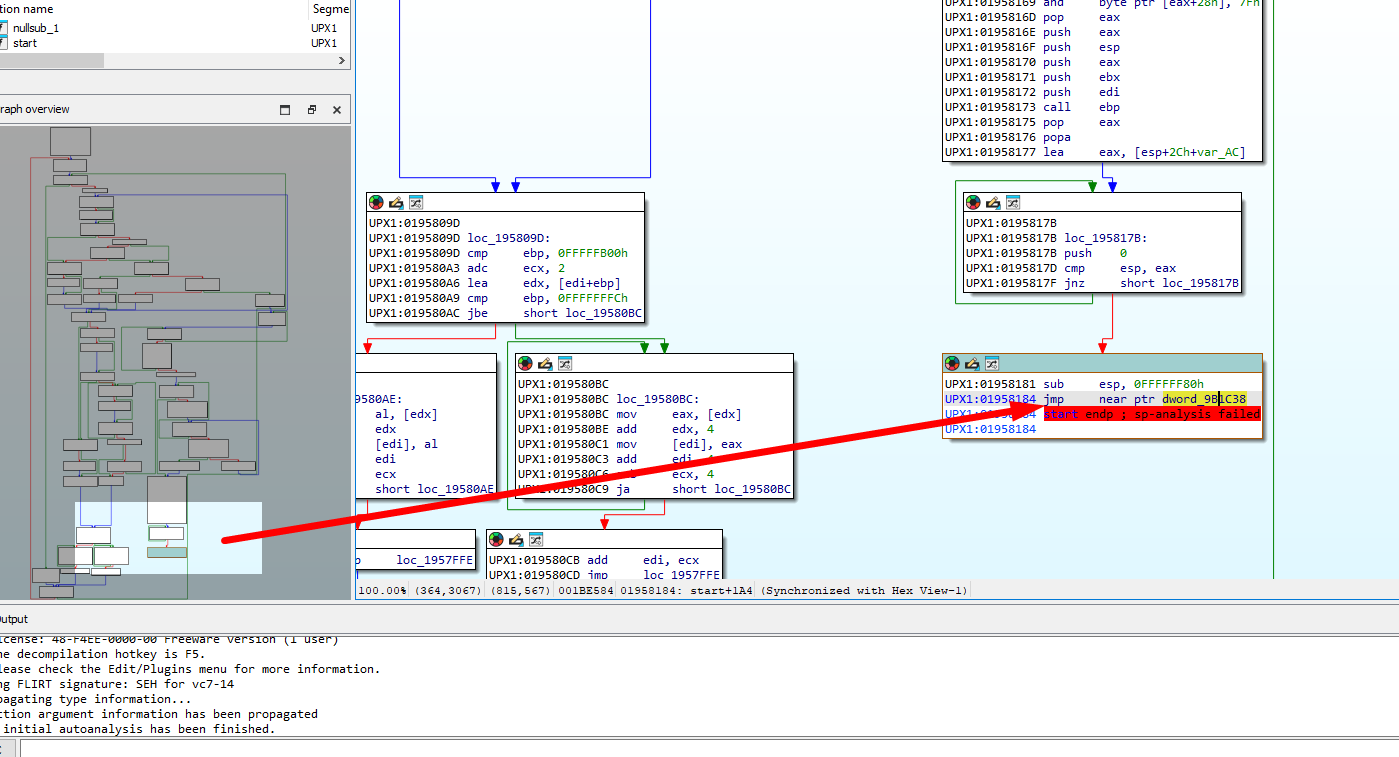 tion name Segme
nullsub_1 UPX1
start UPX1
raph overview
UPX1:01958169 and byte ptr [eax+28h], 7Fh
UPX1:0195816D pop eax
UPX1:0195816E push eax
UPX1:0195816F push esp
UPX1:01958170 push eax
UPX1:01958171 push ebx
UPX1:01958172 push edi
UPX1:01958173 call ebp
UPX1:01958175 pop eax
UPX1:01958176 popa
UPX1:01958177 lea eax, [esp+2Ch+var_AC]
UPX1:0195809D
UPX1:0195809D loc_195809D:
UPX1:0195809D cmp ebp, 0FFFFFB00h
UPX1:019580A3 adc ecx, 2
UPX1:019580A6 lea edx, [edi+ebp]
UPX1:019580A9 cmp ebp, 0FFFFFFFCh
UPX1:019580AC jbe short loc_19580BC
UPX1:0195817B
UPX1:0195817B loc_195817B:
UPX1:0195817B push 0
UPX1:0195817D cmp esp, eax
UPX1:0195817F jnz short loc_195817B
9580AE:
al, [edx]
edx
[edi], al
edi
ecx
short loc_19580AE
UPX1:019580BC
UPX1:019580BC loc_19580BC:
UPX1:019580BC mov eax, [edx]
UPX1:019580BE add edx, 4
UPX1:019580C1 mov [edi], eax
UPX1:019580C3 add edi, 4
UPX1:019580C6 ecx, 4
UPX1:019580C9 ja short loc_19580BC
UPX1:01958181 sub esp, 0FFFFFF80h
UPX1:01958184 jmp near ptr dword_9B1C38
UPX1:01958184 start endp ; sp-analysis failed
UPX1:01958184
p loc_1957FFE
UPX1:019580CB add edi, ecx
UPX1:019580CD jmp loc_1957FFE
100.00% (364,3067) (815,567) 001BE584 01958184: start+1A4 (Synchronized with Hex View-1)
utput
icense: 48-F4EE-0000-00 Freeware version (1 user)
he decompilation hotkey is F5.
lease check the Edit/Plugins menu for more information.
ng FLIRT signature: SEH for vc7-14
pagating type information...
ction argument information has been propagated
initial autoanalysis has been finished.